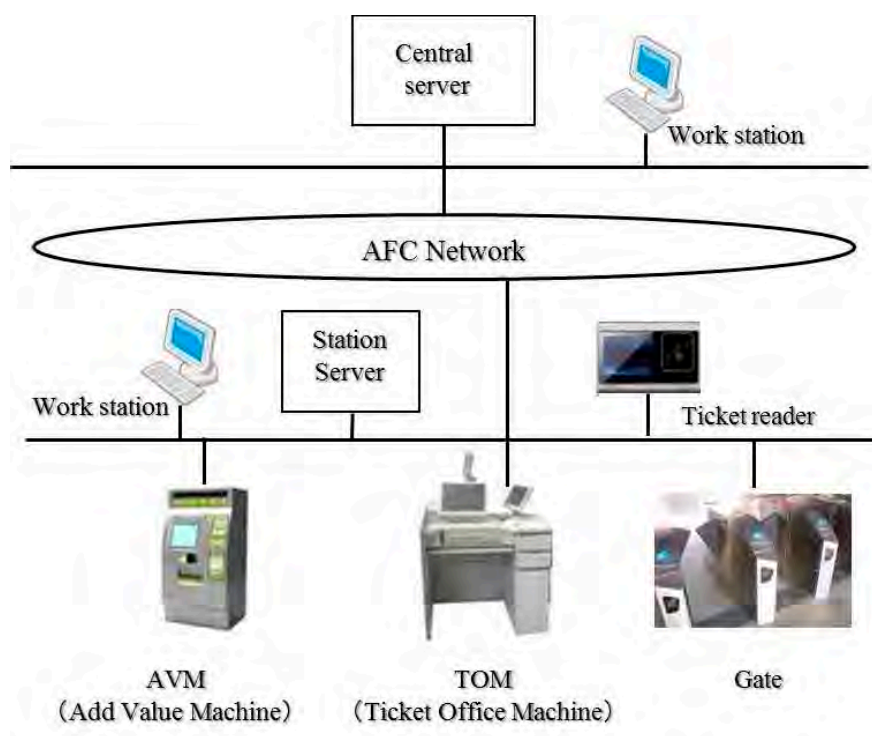 Central
server
Work station
AFC Network
Station
Server
Work station
Ticket reader
AVM
（Add Value Machine）
TOM
（Ticket Office Machine）
Gate